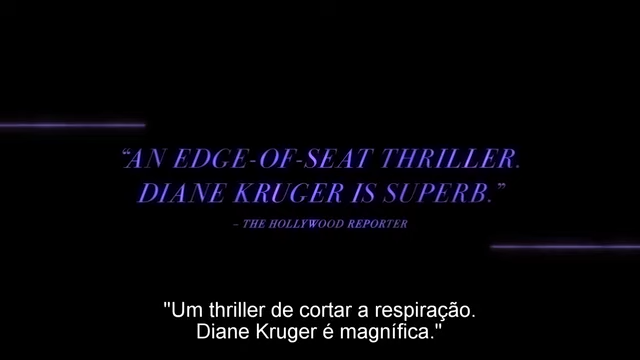 “AN EDGE-OF-SEAT THRILLER.
DIANE KRUGER IS SUPERB.”
– THE HOLLYWOOD REPORTER
"Um thriller de cortar a respiração.
Diane Kruger é magnífica."